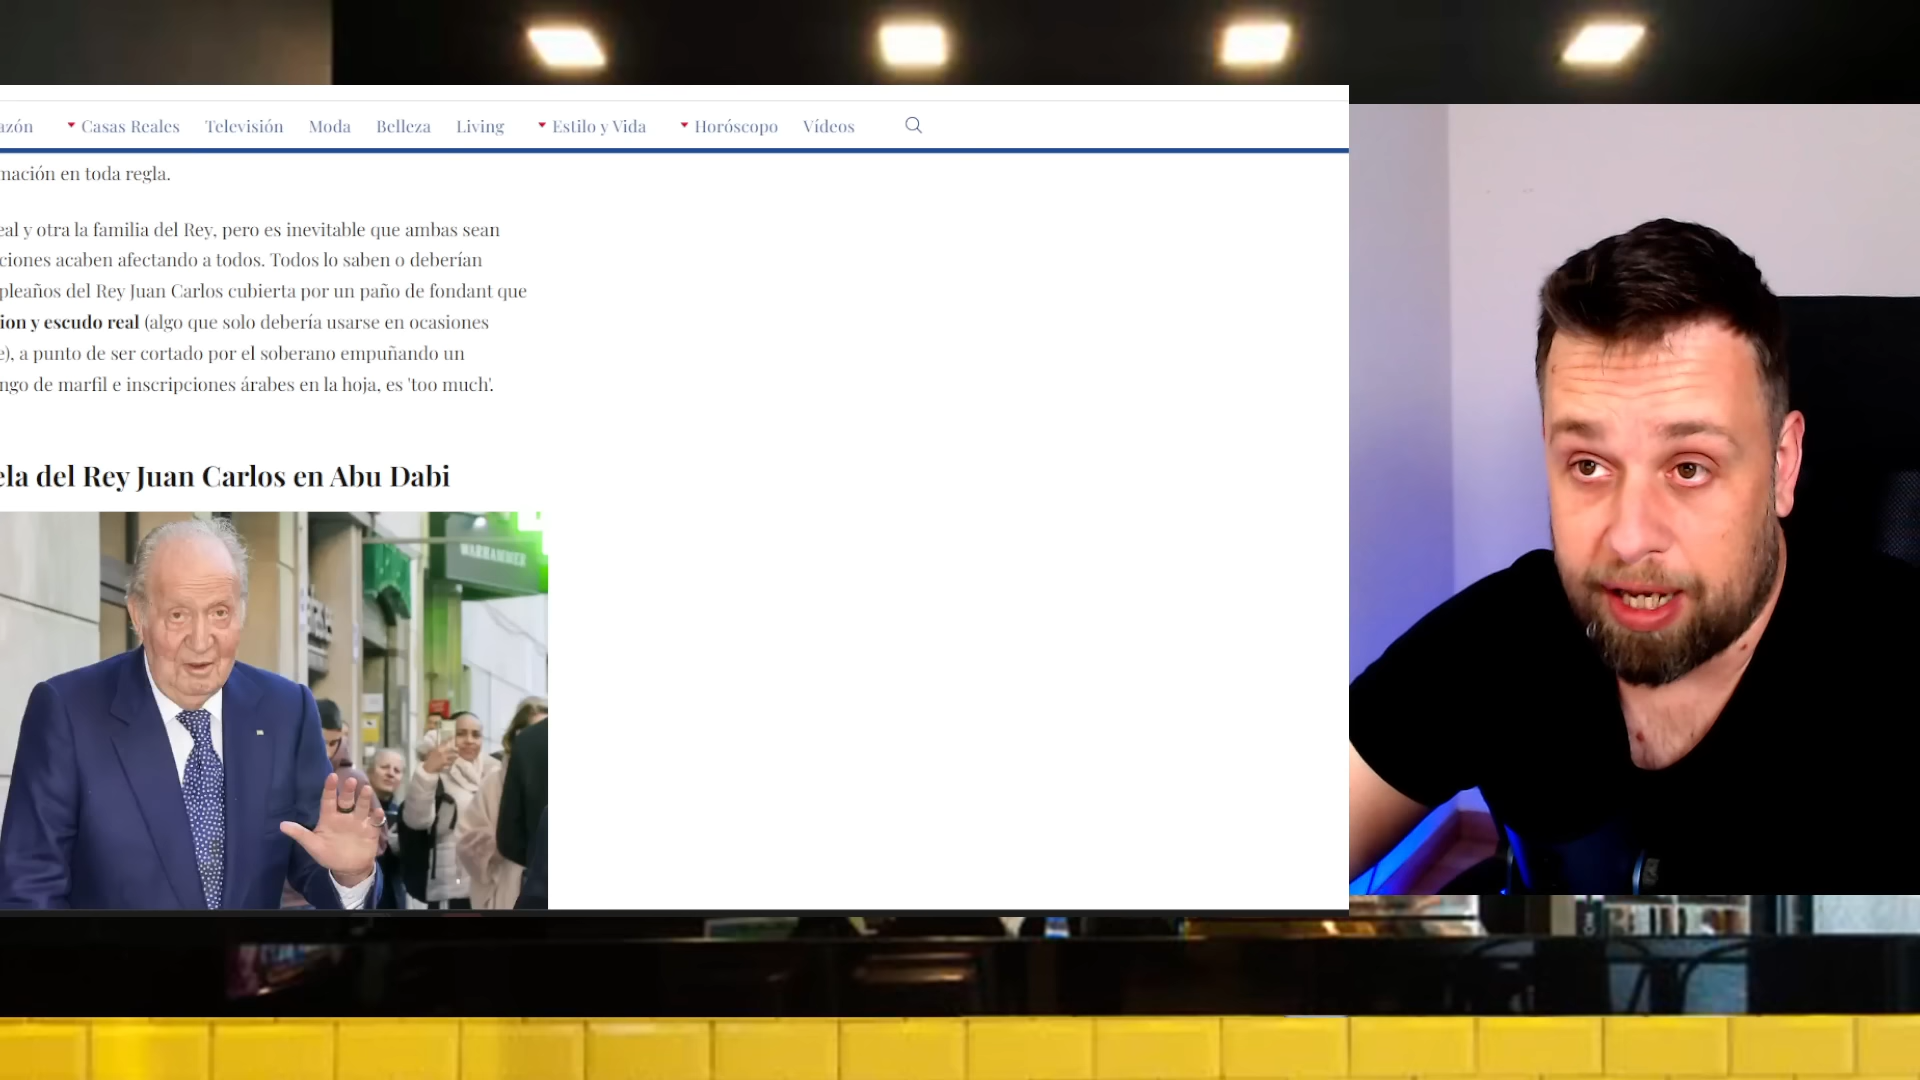 azón Casas Reales Televisión Moda Belleza Living Estilo y Vida Horóscopo Vídeos
mación en toda regla.
eal y otra la familia del Rey, pero es inevitable que ambas sean
ciones acaben afectando a todos. Todos lo saben o deberían
pleaños del Rey Juan Carlos cubierta por un paño de fondant que
ion y escudo real (algo que solo debería usarse en ocasiones
e), a punto de ser cortado por el soberano empuñando un
ngo de marfil e inscripciones árabes en la hoja, es 'too much'.
ela del Rey Juan Carlos en Abu Dabi
WARHAMMER